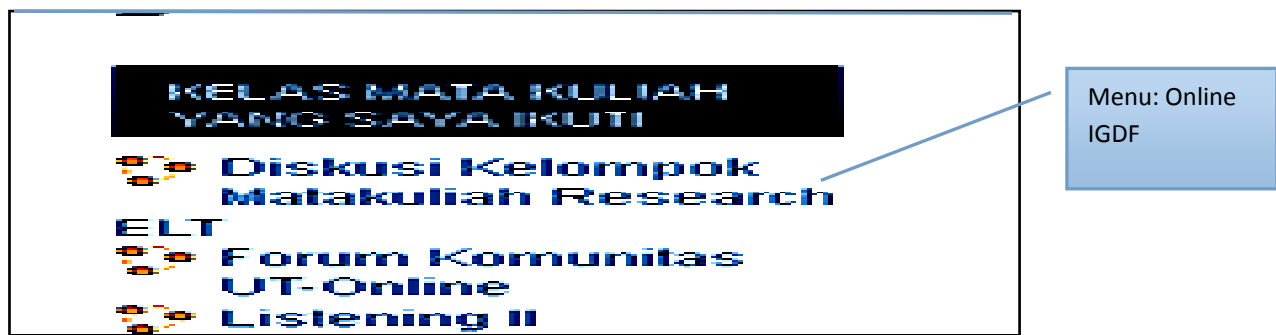 KELAS MATA KULIAH
YANG SAYA IKUTI
Diskusi Kelompok
Matakuliah Research
ELT
Forum Komunitas
UT-Online
Listening II
Menu: Online
IGDF